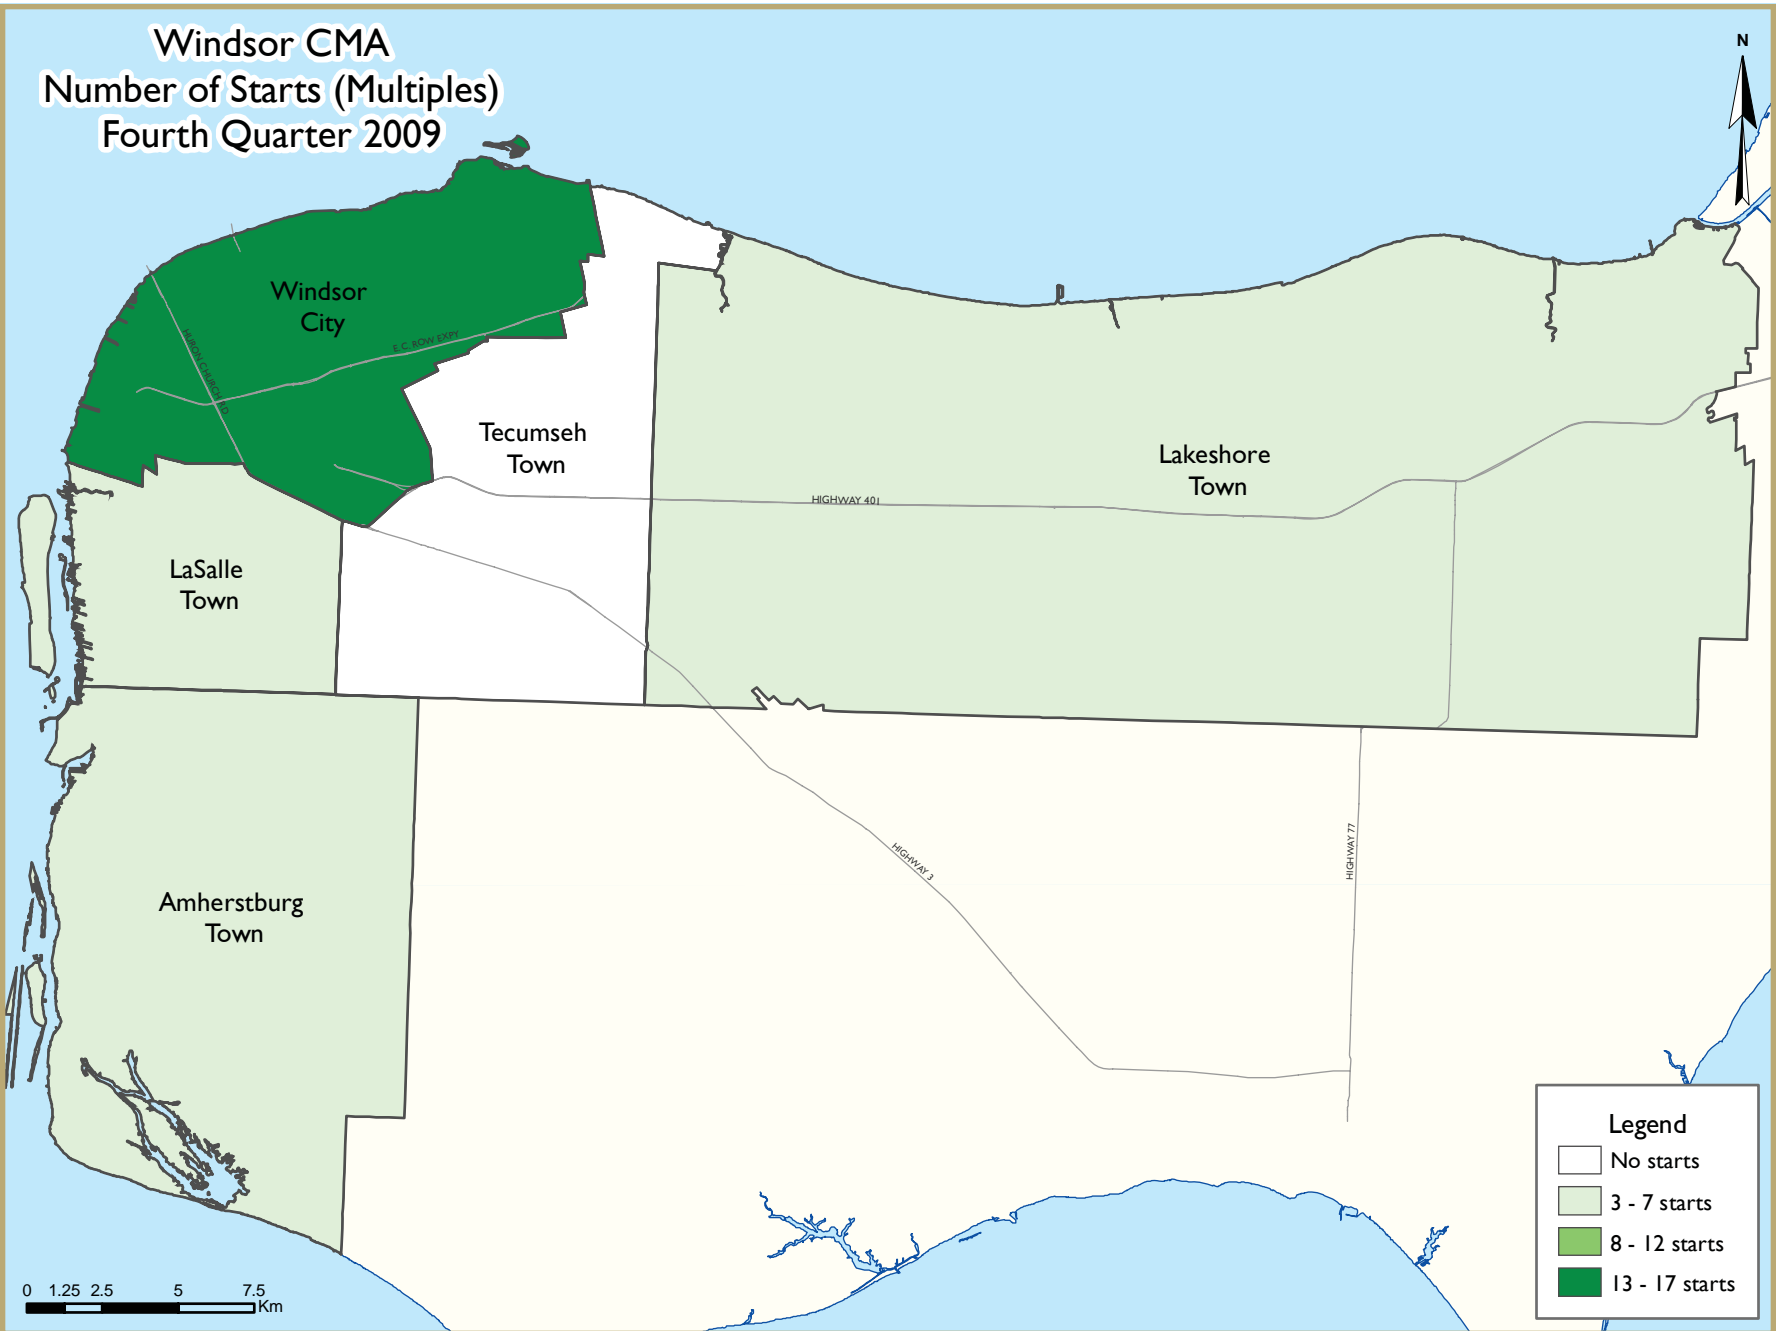 Windsor CMA
Number of Starts (Multiples)
Fourth Quarter 2009
N
Windsor
City
HURON CHURCH RD
E.C. ROW EXPY
Tecumseh
Town
Lakeshore
Town
HIGHWAY 401
LaSalle
Town
Amherstburg
Town
HIGHWAY 3
HIGHWAY 77
Legend
No starts
3 - 7 starts
8 - 12 starts
13 - 17 starts
0 1.25 2.5 5 7.5
Km